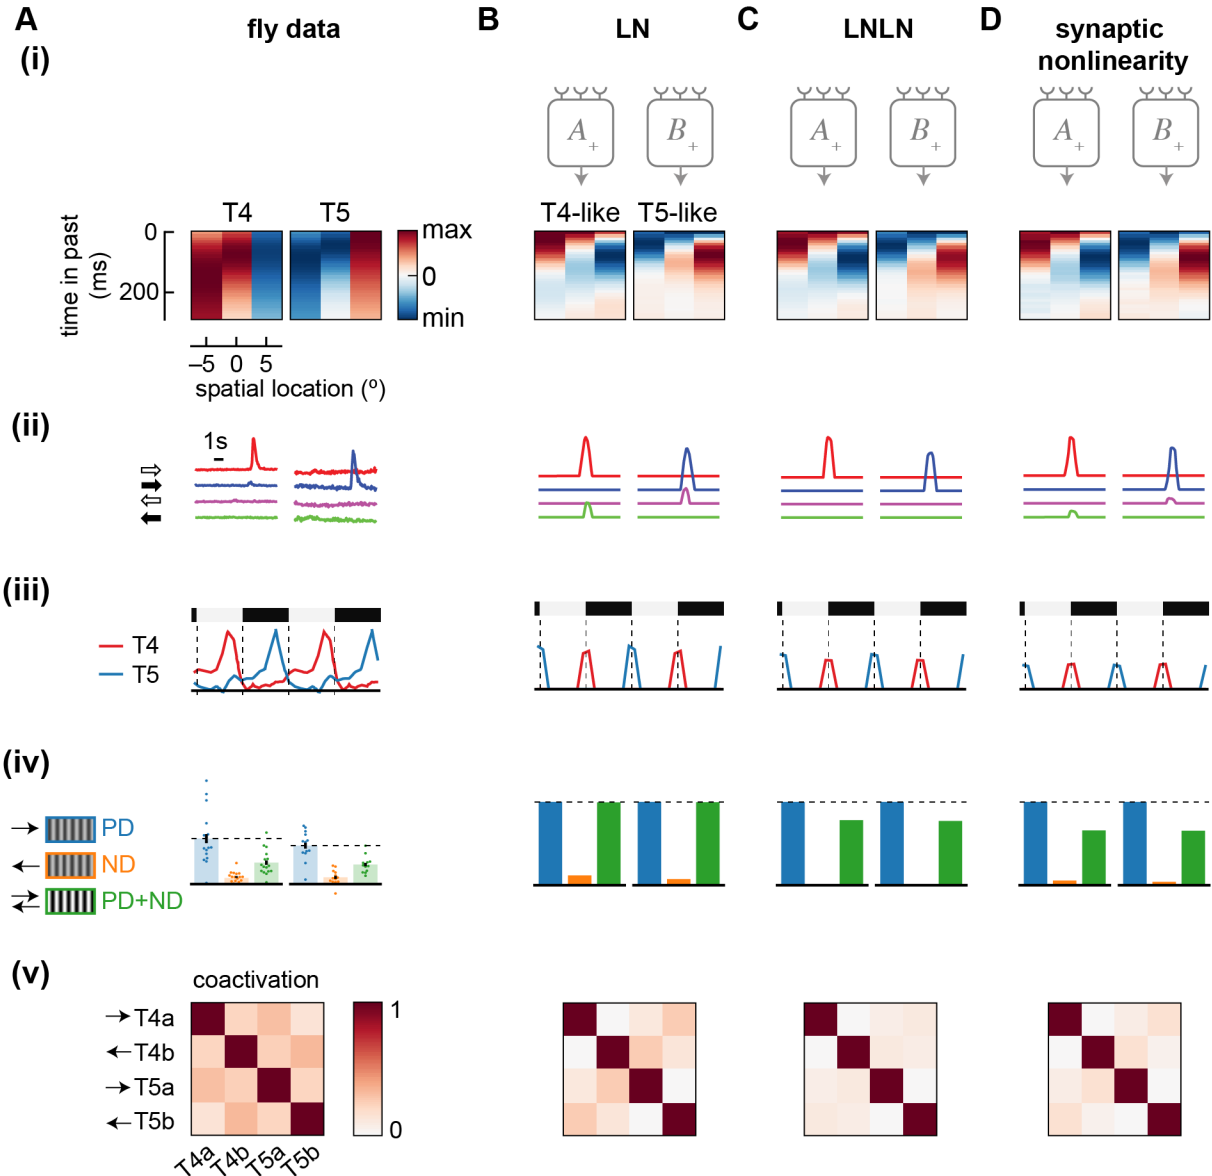 A fly data B LN C LNLN D synaptic nonlinearity
(i)
A+ B+ A+ B+ A+ B+
T4 T5 T4-like T5-like
time in past (ms)
0
200
max
0
min
–5 0 5
spatial location (º)
(ii)
1s
(iii)
T4
T5
(iv)
PD
ND
PD+ND
(v)
coactivation
T4a
T4b
T5a
T5b
1
0
T4a T4b T5a T5b